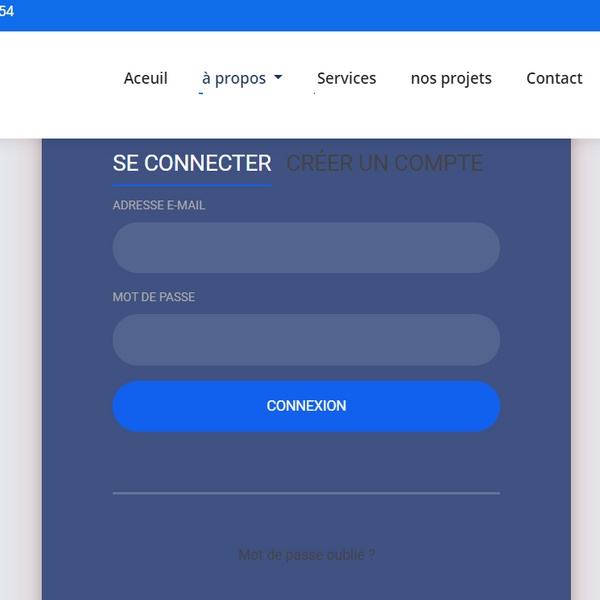 54
Aceuil à propos Services nos projets Contact
SE CONNECTER CRÉER UN COMPTE
ADRESSE E-MAIL
MOT DE PASSE
CONNEXION
Mot de passe oublié ?